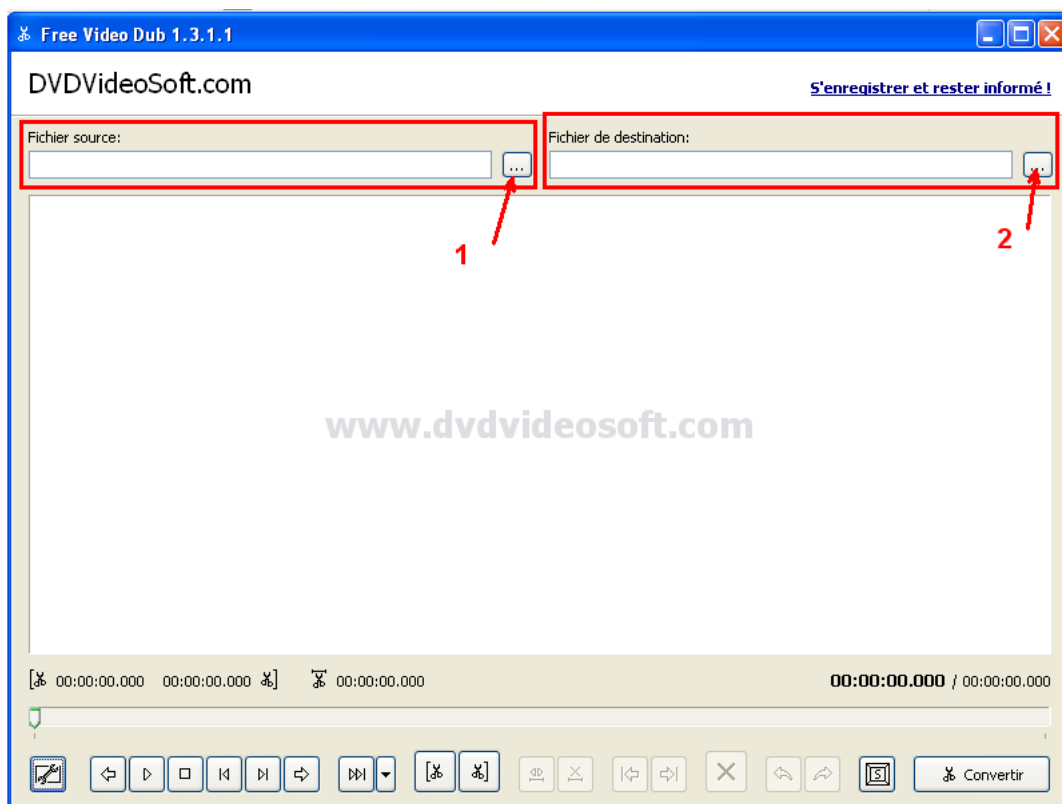 Free Video Dub 1.3.1.1
DVDVideoSoft.com
S'enregistrer et rester informé !
Fichier source:
Fichier de destination:
...
...
1
2
www.dvdvideosoft.com
00:00:00.000 00:00:00.000 00:00:00.000
00:00:00.000 / 00:00:00.000
S
Convertir